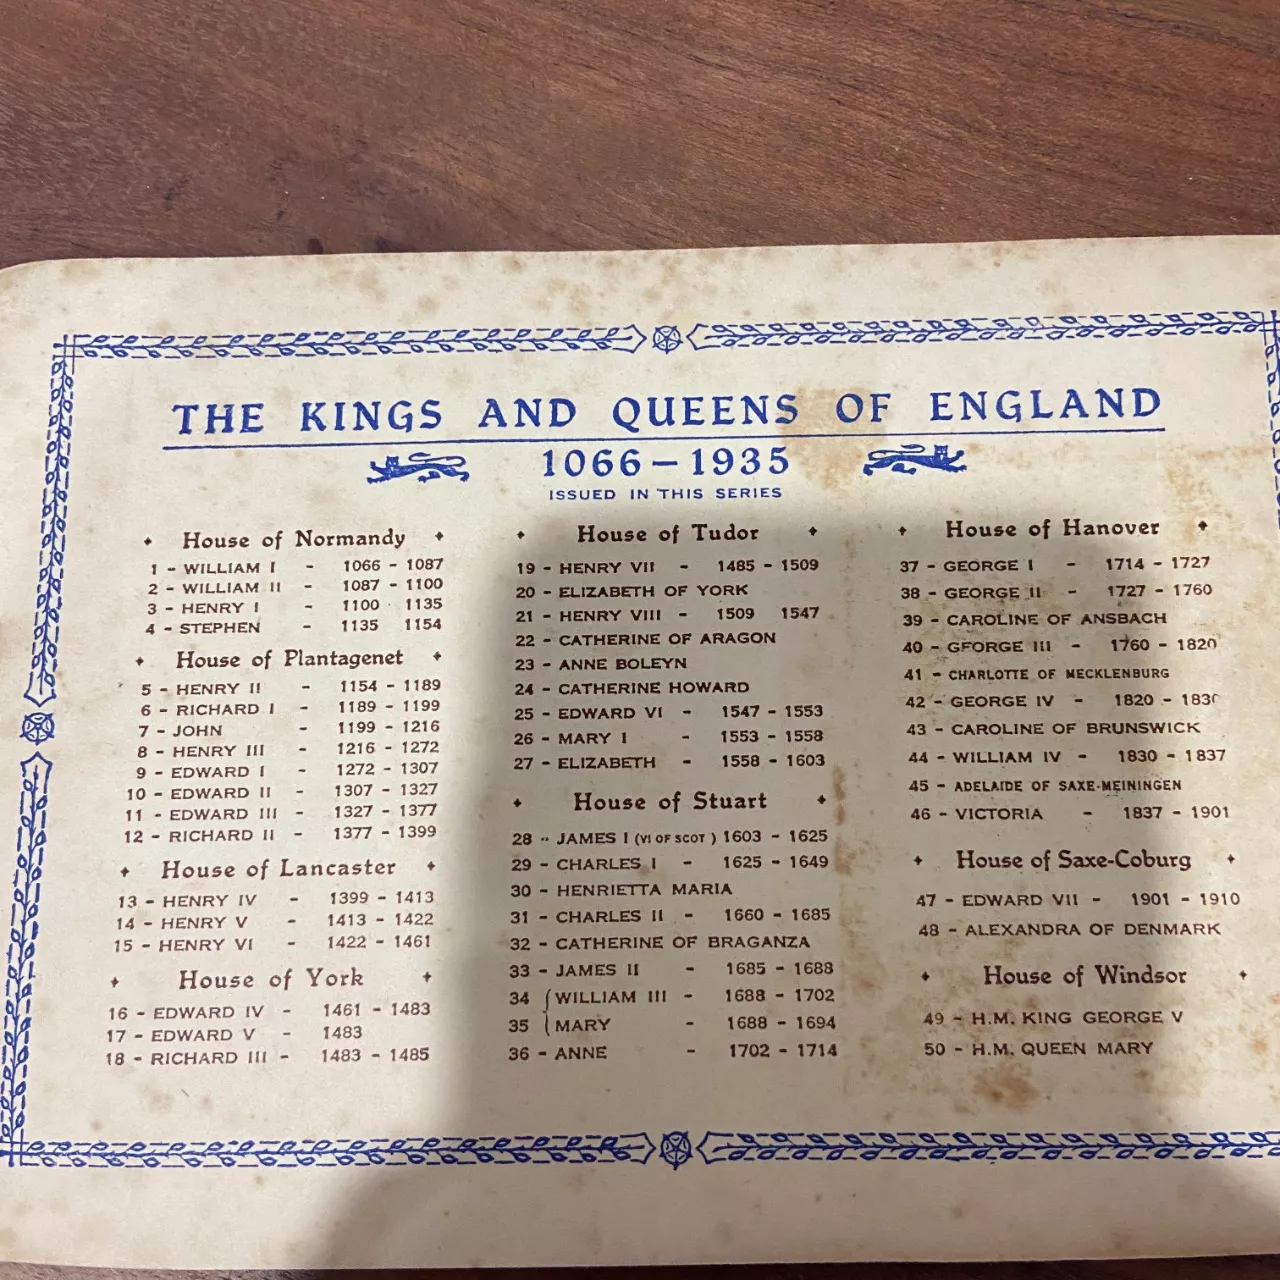 THE KINGS AND QUEENS OF ENGLAND
1066 – 1935
ISSUED IN THIS SERIES
House of Normandy
1 - WILLIAM I - 1066 - 1087
2 - WILLIAM II - 1087 - 1100
3 - HENRY I - 1100 1135
4 - STEPHEN - 1135 1154
House of Plantagenet
5 - HENRY II - 1154 - 1189
6 - RICHARD I - 1189 - 1199
7 - JOHN - 1199 - 1216
8 - HENRY III - 1216 - 1272
9 - EDWARD I - 1272 - 1307
10 - EDWARD II - 1307 - 1327
11 - EDWARD III - 1327 - 1377
12 - RICHARD II - 1377 - 1399
House of Lancaster
13 - HENRY IV - 1399 - 1413
14 - HENRY V - 1413 - 1422
15 - HENRY VI - 1422 - 1461
House of York
16 - EDWARD IV - 1461 - 1483
17 - EDWARD V - 1483
18 - RICHARD III - 1483 - 1485
House of Tudor
19 - HENRY VII - 1485 - 1509
20 - ELIZABETH OF YORK
21 - HENRY VIII - 1509 1547
22 - CATHERINE OF ARAGON
23 - ANNE BOLEYN
24 - CATHERINE HOWARD
25 - EDWARD VI - 1547 - 1553
26 - MARY I - 1553 - 1558
27 - ELIZABETH - 1558 - 1603
House of Stuart
28 - JAMES I (VI OF SCOT) 1603 - 1625
29 - CHARLES I - 1625 - 1649
30 - HENRIETTA MARIA
31 - CHARLES II - 1660 - 1685
32 - CATHERINE OF BRAGANZA
33 - JAMES II - 1685 - 1688
34 WILLIAM III - 1688 - 1702
35 MARY - 1688 - 1694
36 - ANNE - 1702 - 1714
House of Hanover
37 - GEORGE I - 1714 - 1727
38 - GEORGE II - 1727 - 1760
39 - CAROLINE OF ANSBACH
40 - GEORGE III - 1760 - 1820
41 - CHARLOTTE OF MECKLENBURG
42 - GEORGE IV - 1820 - 1830
43 - CAROLINE OF BRUNSWICK
44 - WILLIAM IV - 1830 - 1837
45 - ADELAIDE OF SAXE-MEININGEN
46 - VICTORIA - 1837 - 1901
House of Saxe-Coburg
47 - EDWARD VII - 1901 - 1910
48 - ALEXANDRA OF DENMARK
House of Windsor
49 - H.M. KING GEORGE V
50 - H.M. QUEEN MARY